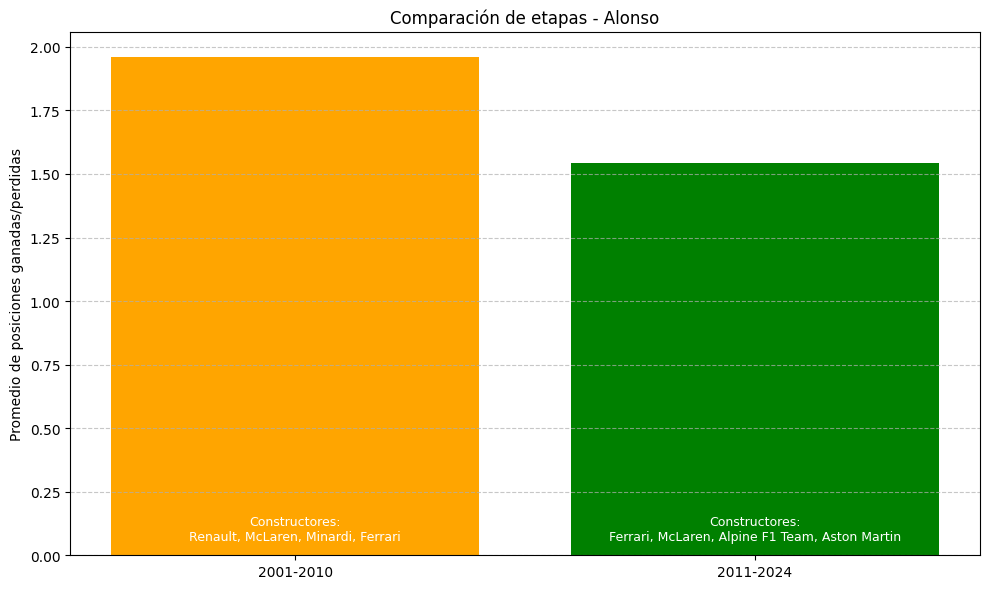 Comparación de etapas - Alonso
Promedio de posiciones ganadas/perdidas
2.00
1.75
1.50
1.25
1.00
0.75
0.50
0.25
0.00
Constructores:
Renault, McLaren, Minardi, Ferrari
Constructores:
Ferrari, McLaren, Alpine F1 Team, Aston Martin
2001-2010
2011-2024